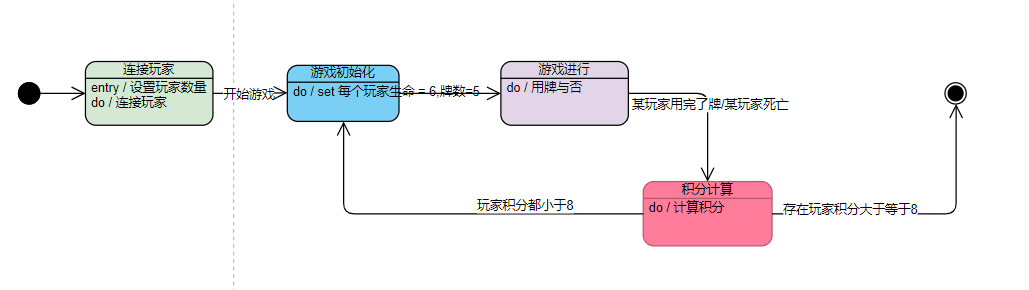 连接玩家
entry / 设置玩家数量
do / 连接玩家
开始游戏
游戏初始化
do / set 每个玩家生命 = 6,牌数=5
游戏进行
do / 用牌与否
某玩家用完了牌/某玩家死亡
积分计算
do / 计算积分
玩家积分都小于8
存在玩家积分大于等于8